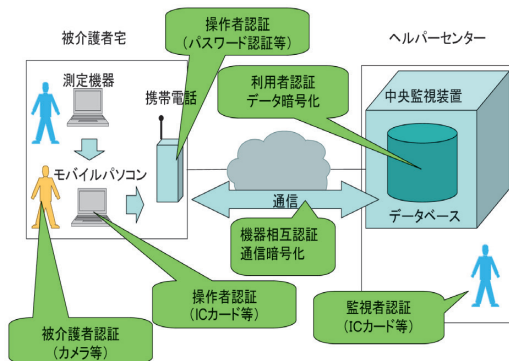 被介護者宅
操作者認証
(パスワード認証等)
ヘルパーセンター
測定機器
携帯電話
利用者認証
データ暗号化
中央監視装置
モバイルパソコン
通信
データベース
機器相互認証
通信暗号化
操作者認証
(ICカード等)
監視者認証
(ICカード等)
被介護者認証
(カメラ等)